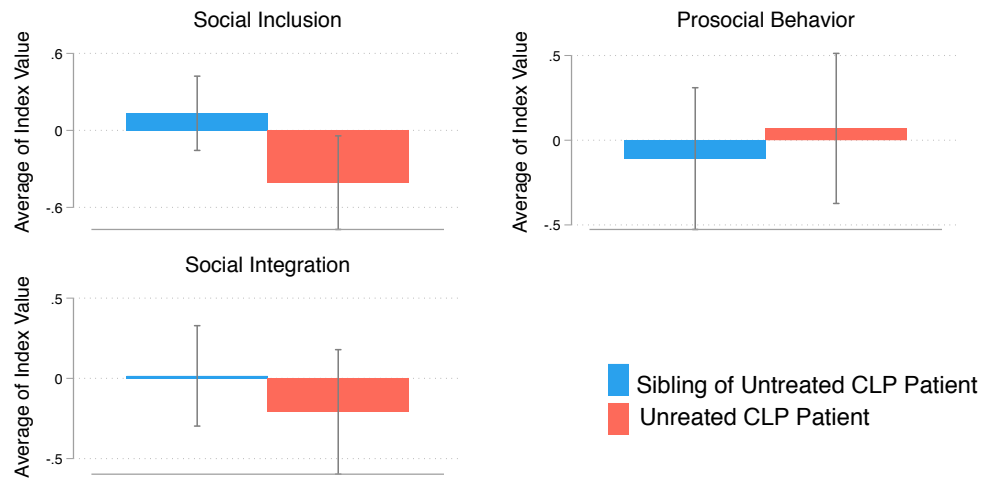 Social Inclusion
Average of Index Value
.6
0
-.6
Prosocial Behavior
Average of Index Value
.5
0
-.5
Social Integration
Average of Index Value
.5
0
-.5
Sibling of Untreated CLP Patient
Unreated CLP Patient